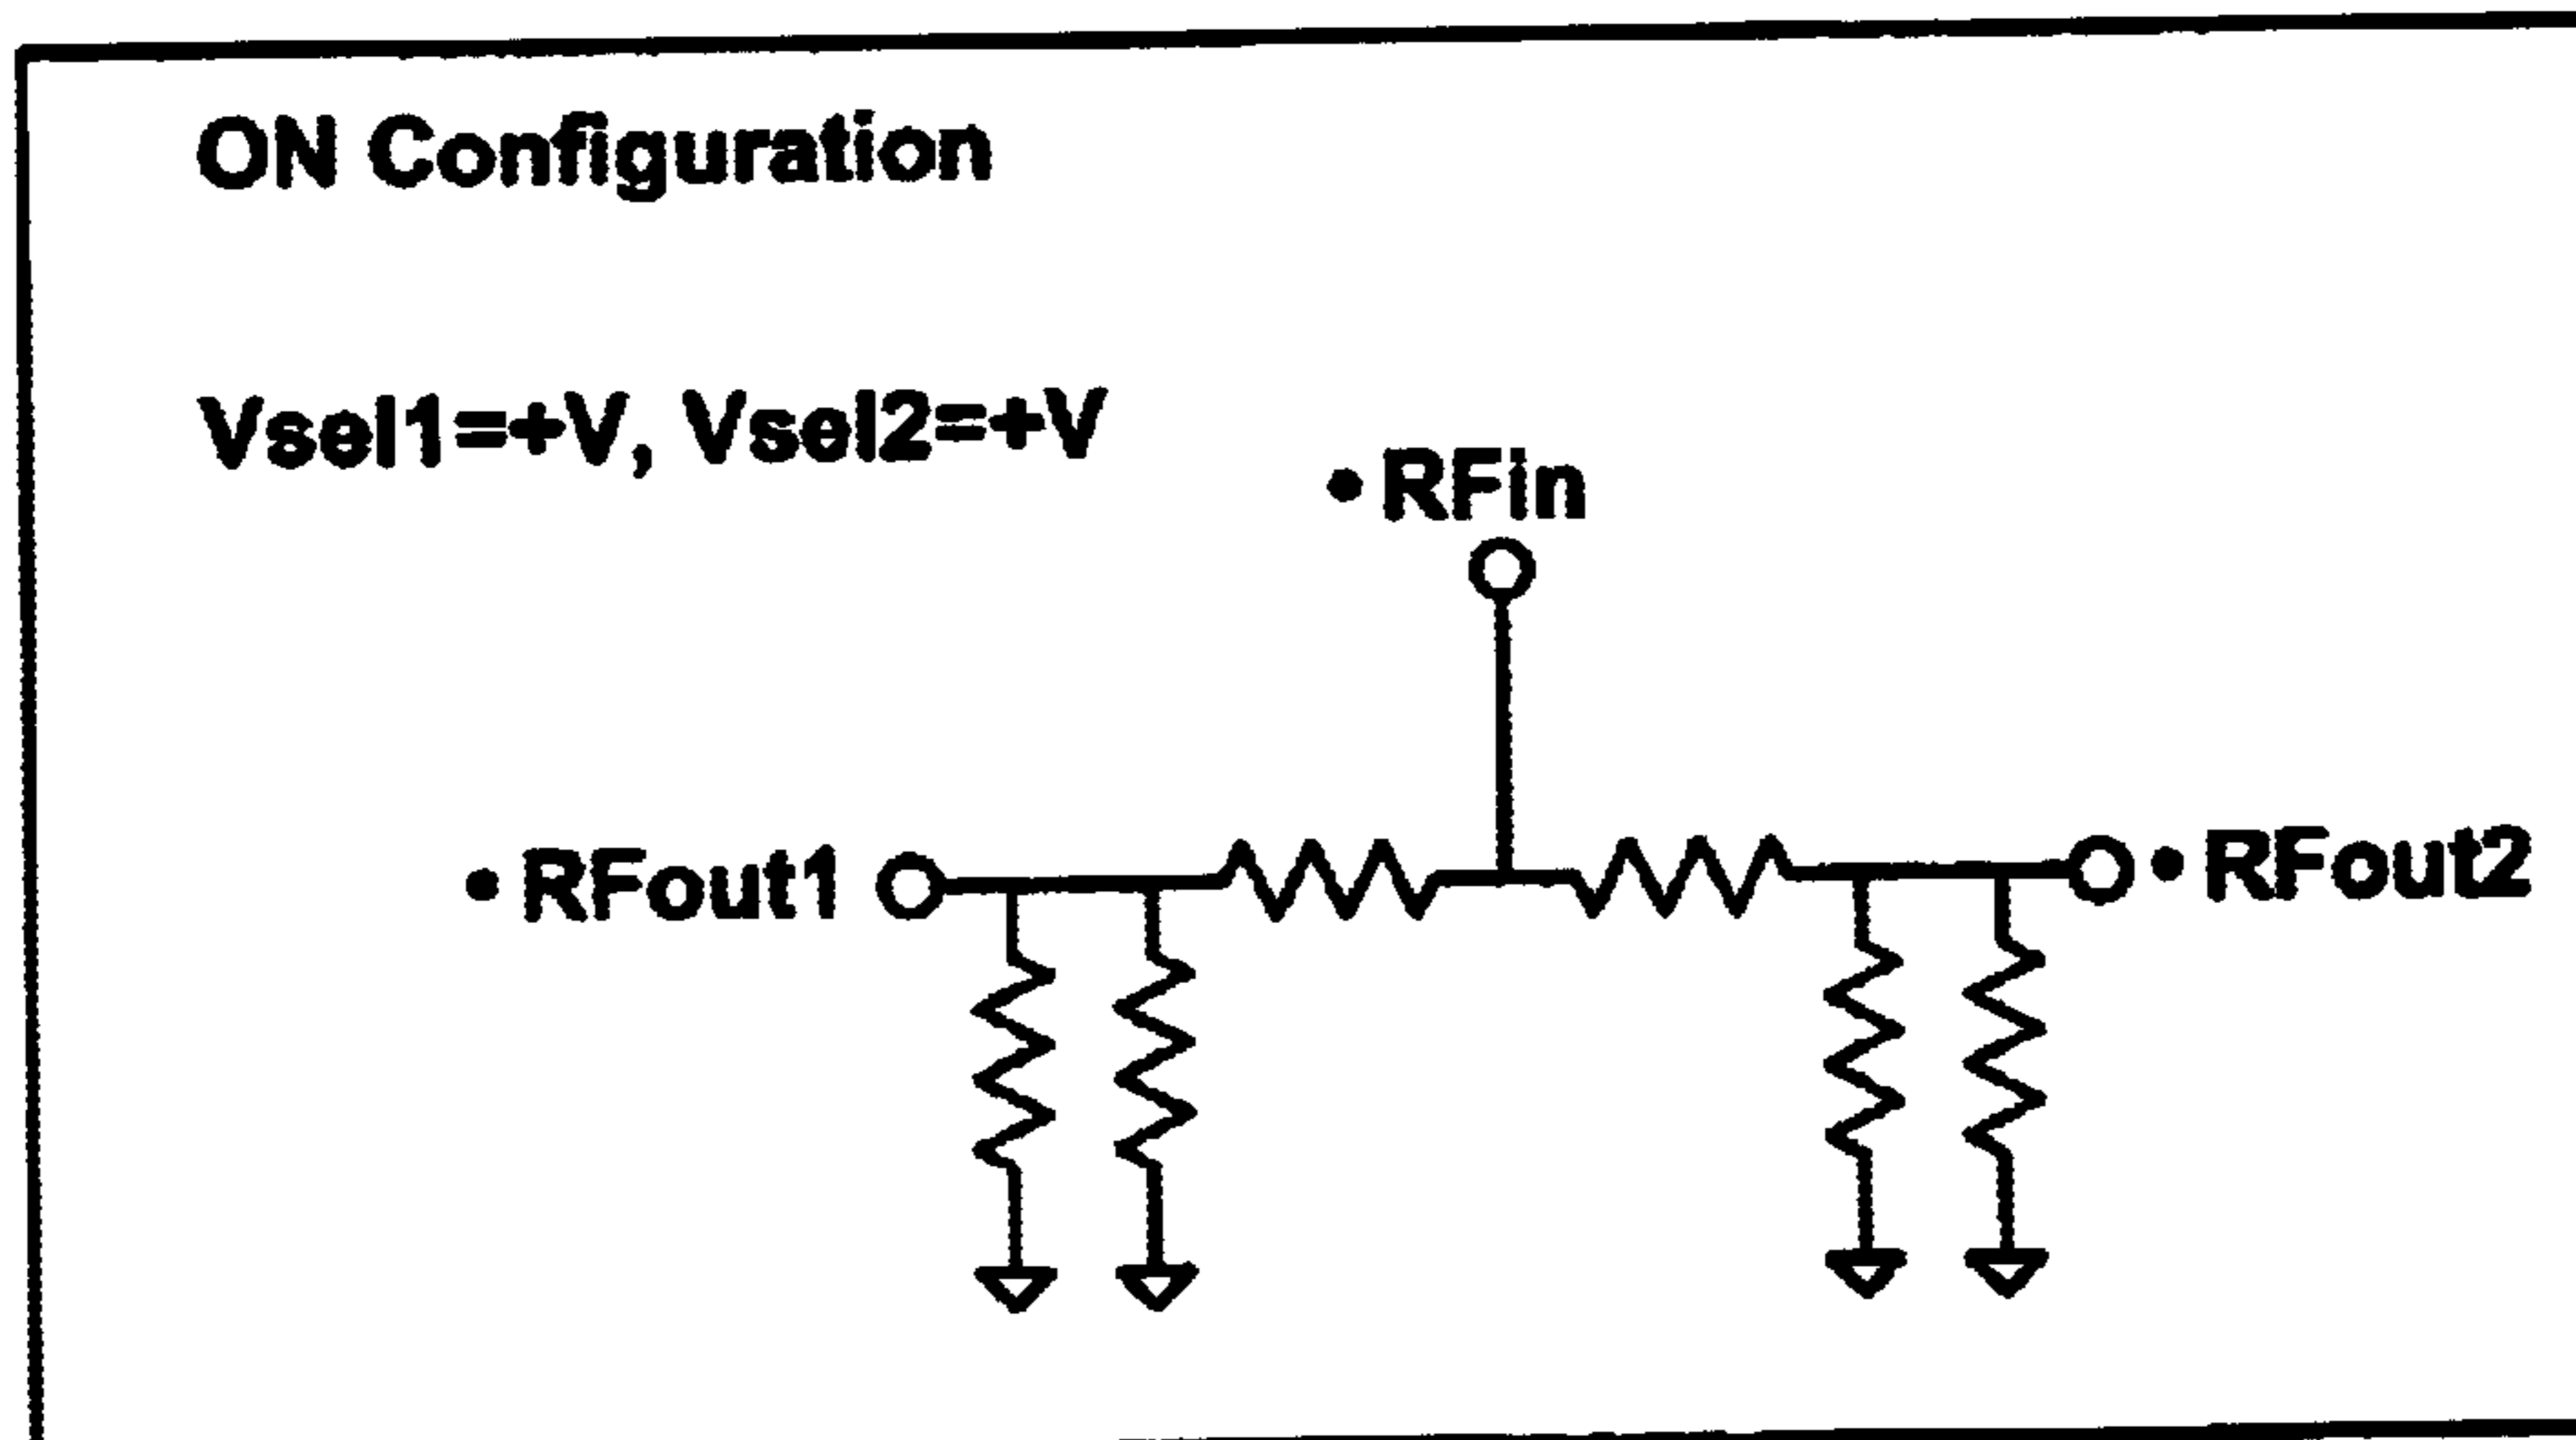 ON Configuration
Vsel1=+V, Vsel2=+V
• RFin
• RFout1
• RFout2